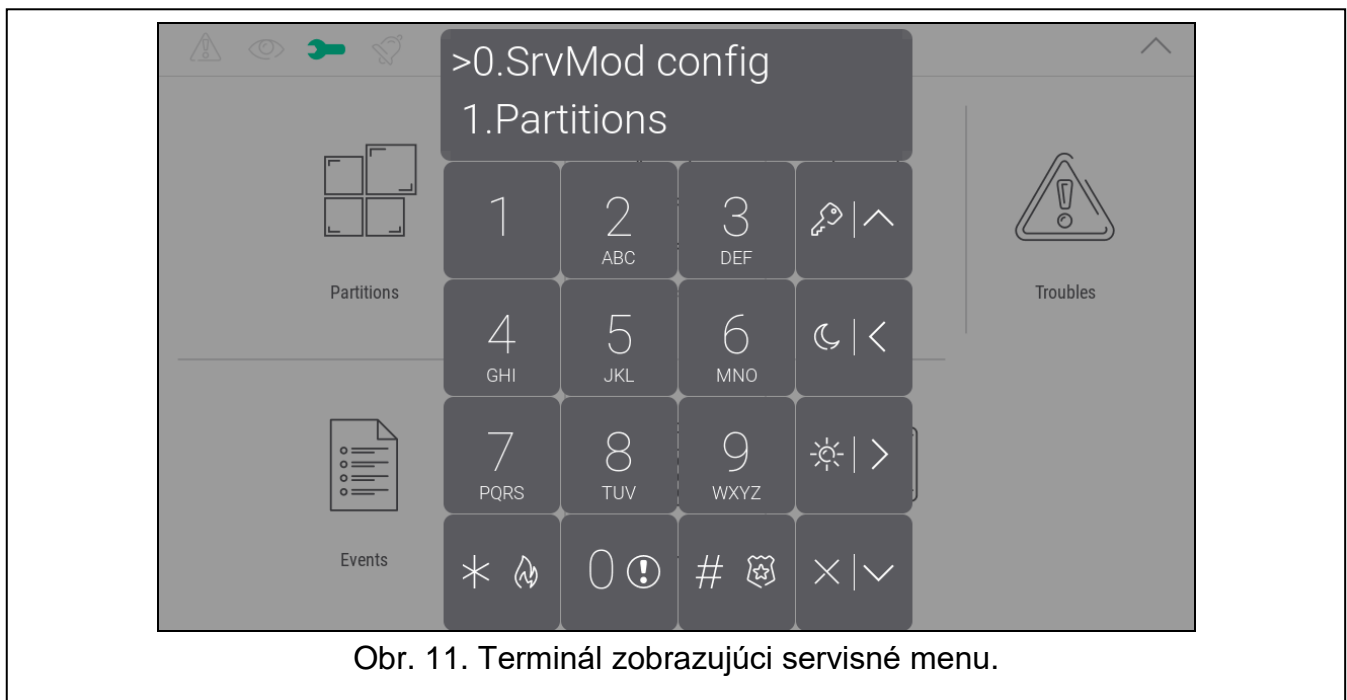 >0.SrvMod config
1.Partitions
1
2
3
ABC
DEF
Partitions
Troubles
4
5
6
GHI
JKL
MNO
7
8
9
PQRS
TUV
WXYZ
Events
* 0 #
Obr. 11. Terminál zobrazujúci servisné menu.